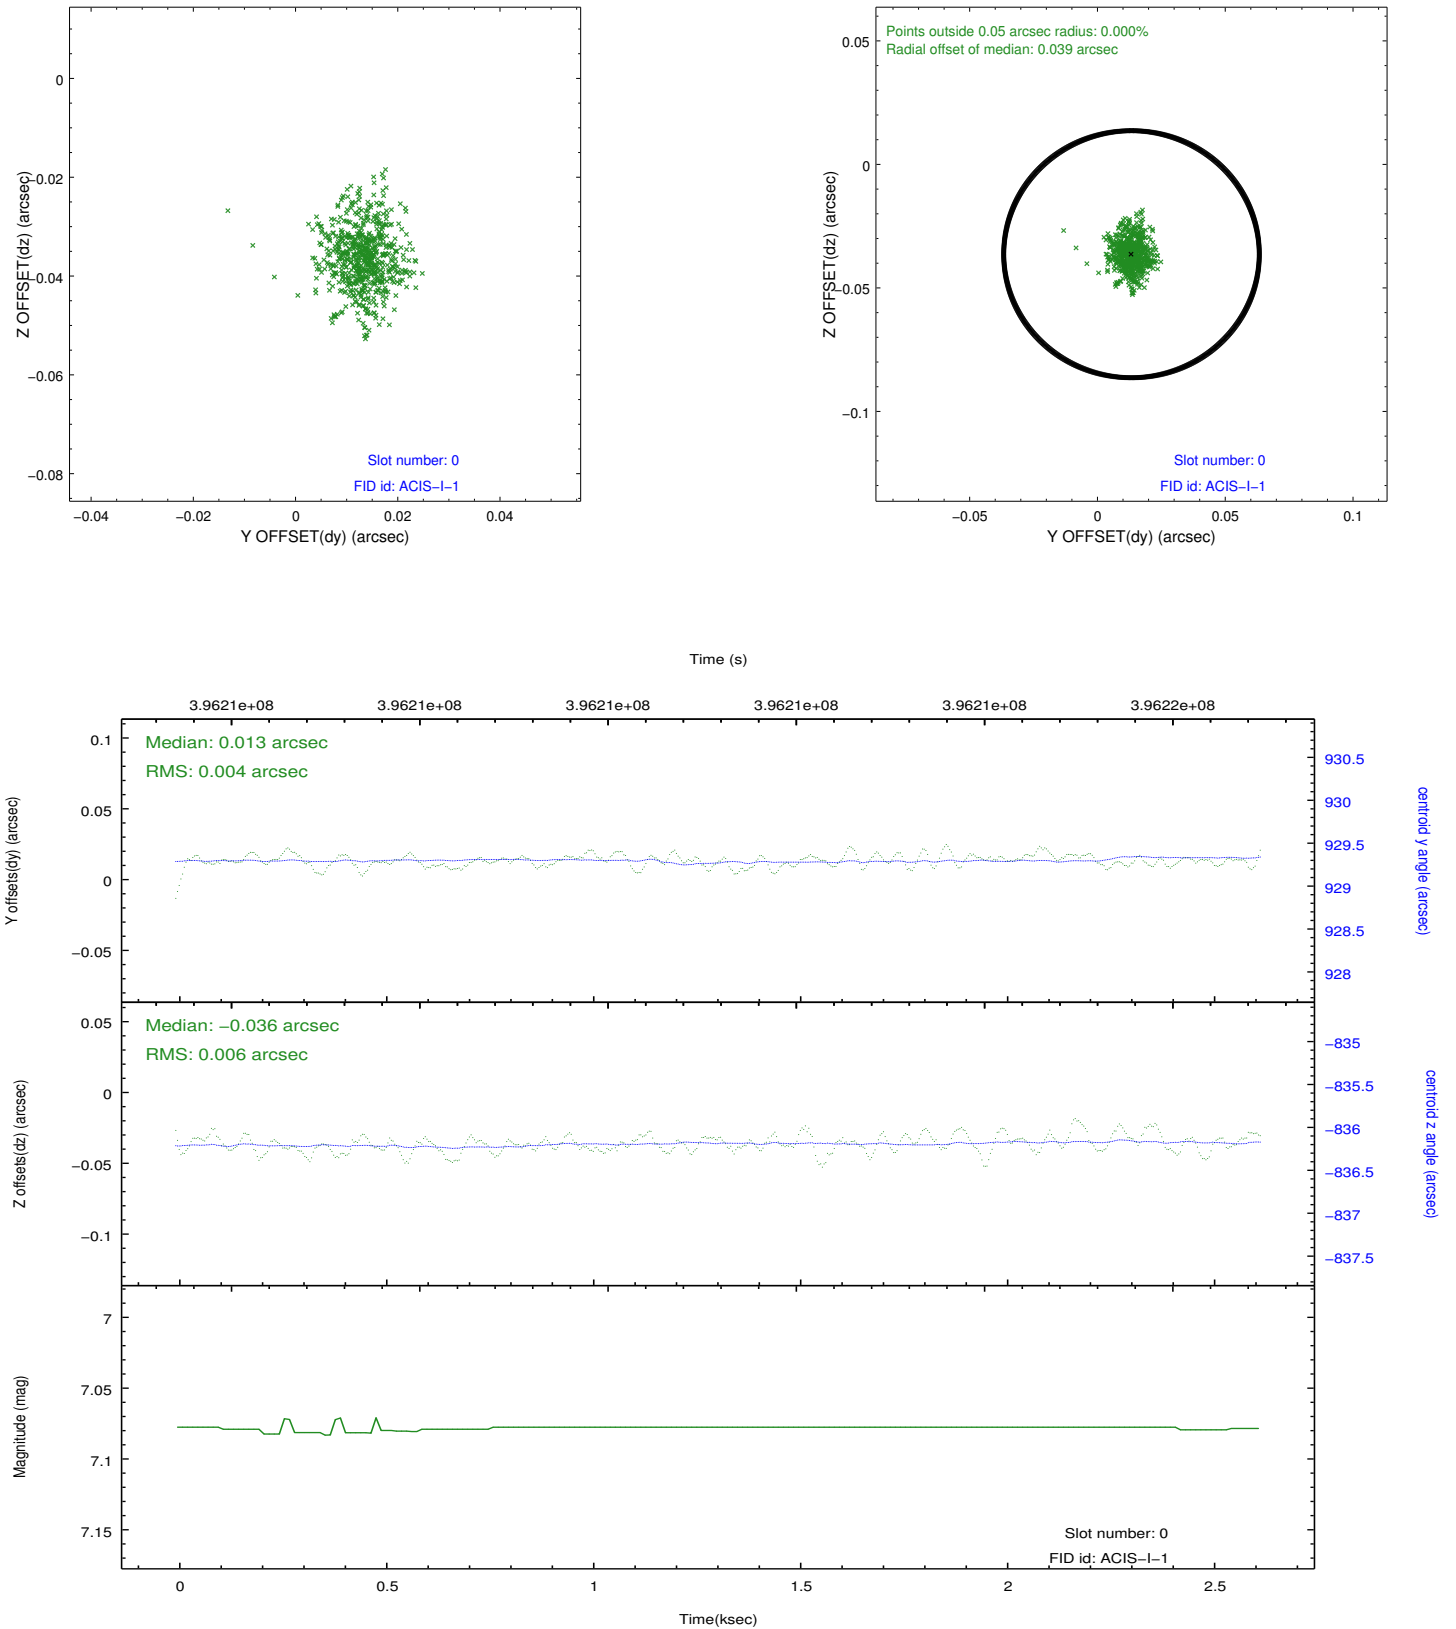 0
−0.02
−0.04
−0.06
−0.08
Z OFFSET(dz) (arcsec)
Slot number: 0
FID id: ACIS−I−1
−0.04
−0.02
0
0.02
0.04
Y OFFSET(dy) (arcsec)
Points outside 0.05 arcsec radius: 0.000%
Radial offset of median: 0.039 arcsec
0.05
0
−0.05
−0.1
Z OFFSET(dz) (arcsec)
Slot number: 0
FID id: ACIS−I−1
−0.05
0
0.05
0.1
Y OFFSET(dy) (arcsec)
Time (s)
3.9621e+08
3.9621e+08
3.9621e+08
3.9621e+08
3.9621e+08
3.9622e+08
Median: 0.013 arcsec
RMS: 0.004 arcsec
0.1
0.05
0
−0.05
Y offsets(dy) (arcsec)
930.5
930
929.5
929
928.5
928
centroid y angle (arcsec)
Median: −0.036 arcsec
RMS: 0.006 arcsec
0.05
0
−0.05
−0.1
Z offsets(dz) (arcsec)
−835
−835.5
−836
−836.5
−837
−837.5
centroid z angle (arcsec)
7
7.05
7.1
7.15
Magnitude (mag)
Slot number: 0
FID id: ACIS−I−1
0
0.5
1
1.5
2
2.5
Time(ksec)